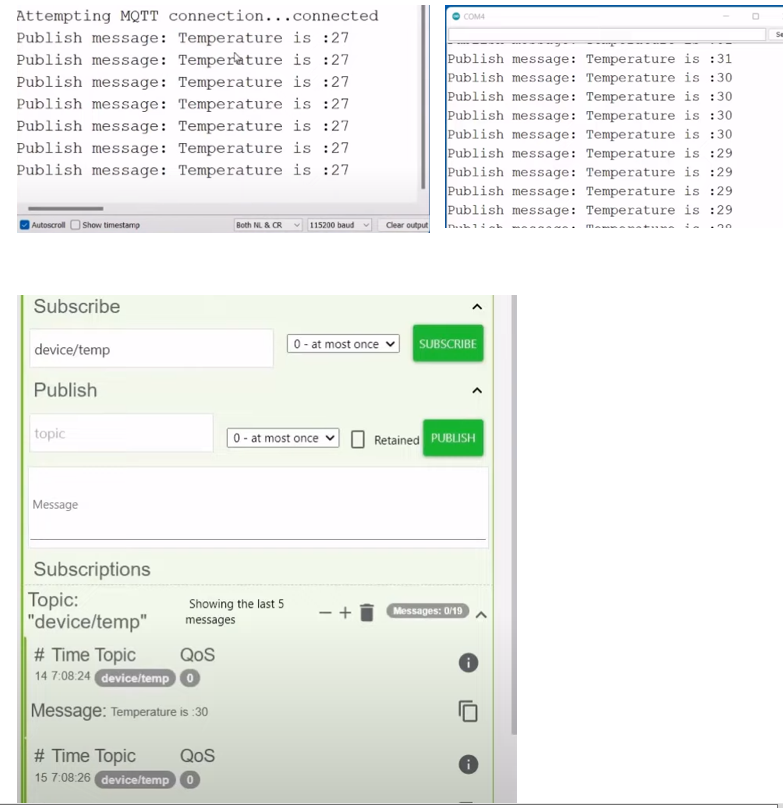 Attempting MQTT connection...connected
Publish message: Temperature is :27
Publish message: Temperature is :27
Publish message: Temperature is :27
Publish message: Temperature is :27
Publish message: Temperature is :27
Publish message: Temperature is :27
Publish message: Temperature is :27
Autoscroll Show timestamp Both NL & CR 115200 baud Clear output
COM4
Publish message: Temperature is :31
Publish message: Temperature is :30
Publish message: Temperature is :30
Publish message: Temperature is :30
Publish message: Temperature is :30
Publish message: Temperature is :29
Publish message: Temperature is :29
Publish message: Temperature is :29
Publish message: Temperature is :29
Subscribe
device/temp 0 - at most once SUBSCRIBE
Publish
topic 0 - at most once Retained PUBLISH
Message
Subscriptions
Topic: "device/temp" Showing the last 5 messages Messages: 0/19
# Time Topic QoS
14 7:08:24 device/temp 0
Message: Temperature is :30
# Time Topic QoS
15 7:08:26 device/temp 0